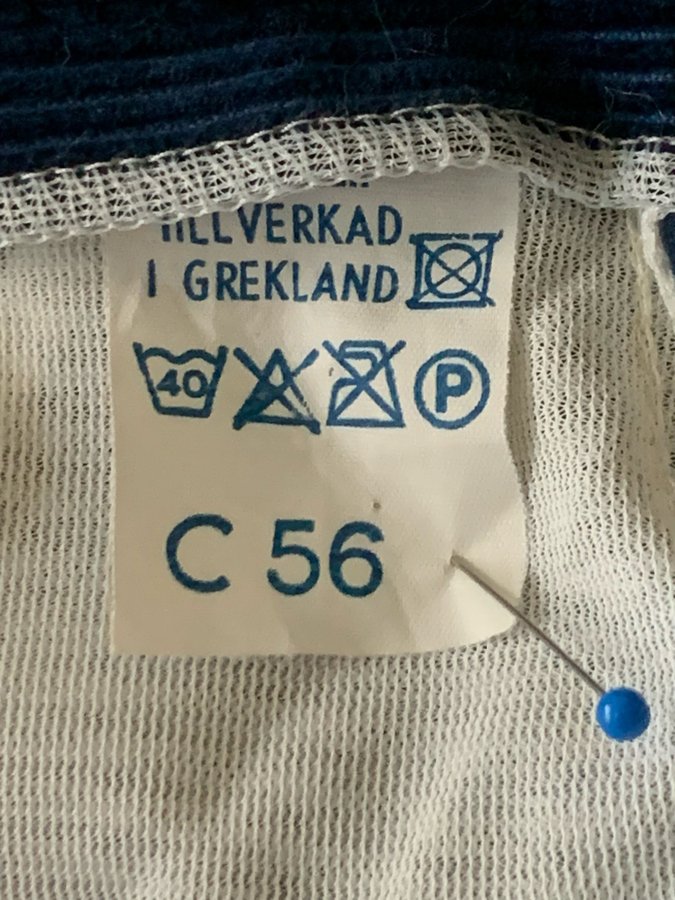 TILLVERKAD
I GREKLAND
40 P
C 56